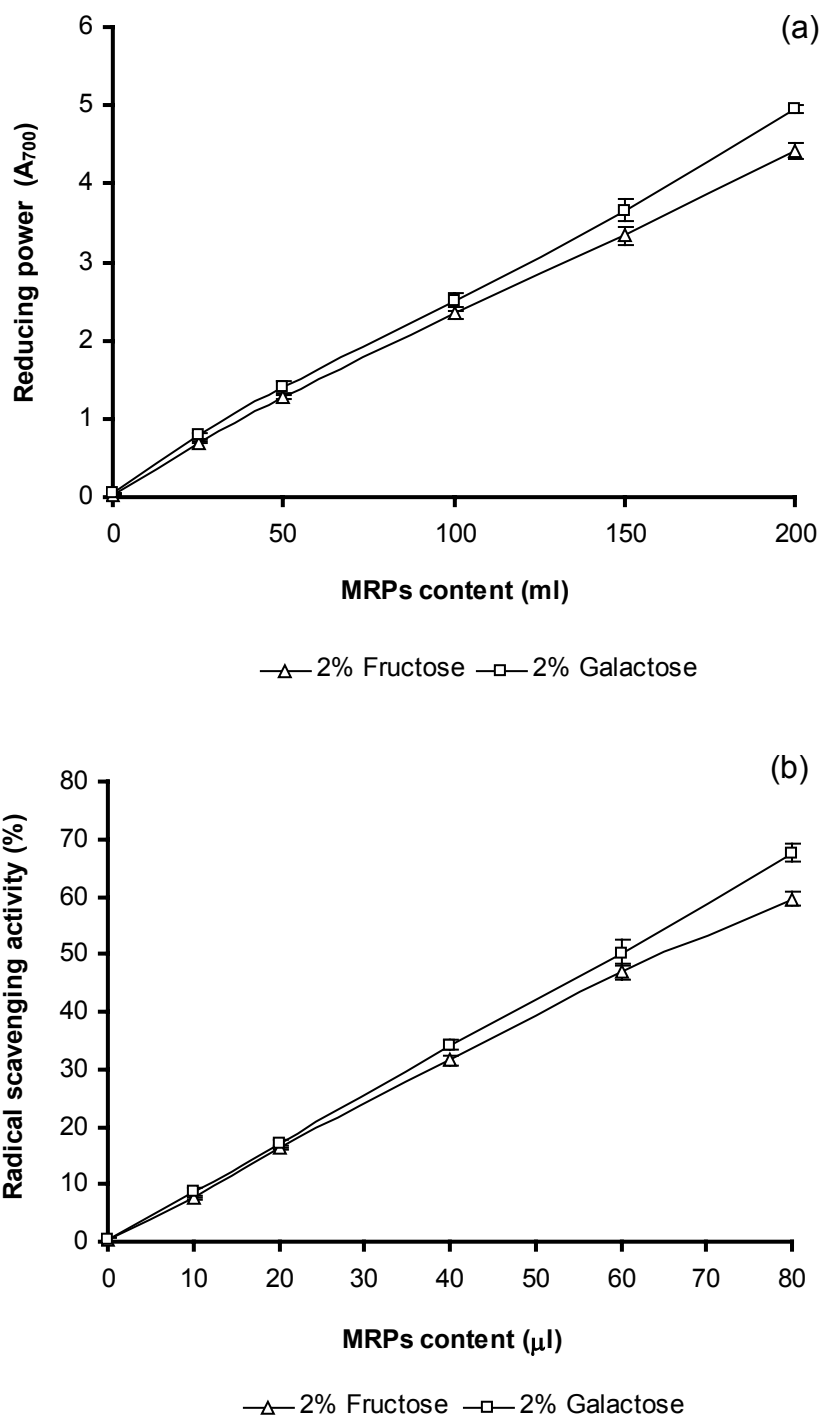 (a)
6
5
4
3
2
1
0
Reducing power (A700)
0 50 100 150 200
MRPs content (ml)
2% Fructose 2% Galactose
(b)
80
70
60
50
40
30
20
10
0
Radical scavenging activity (%)
0 10 20 30 40 50 60 70 80
MRPs content (μl)
2% Fructose 2% Galactose